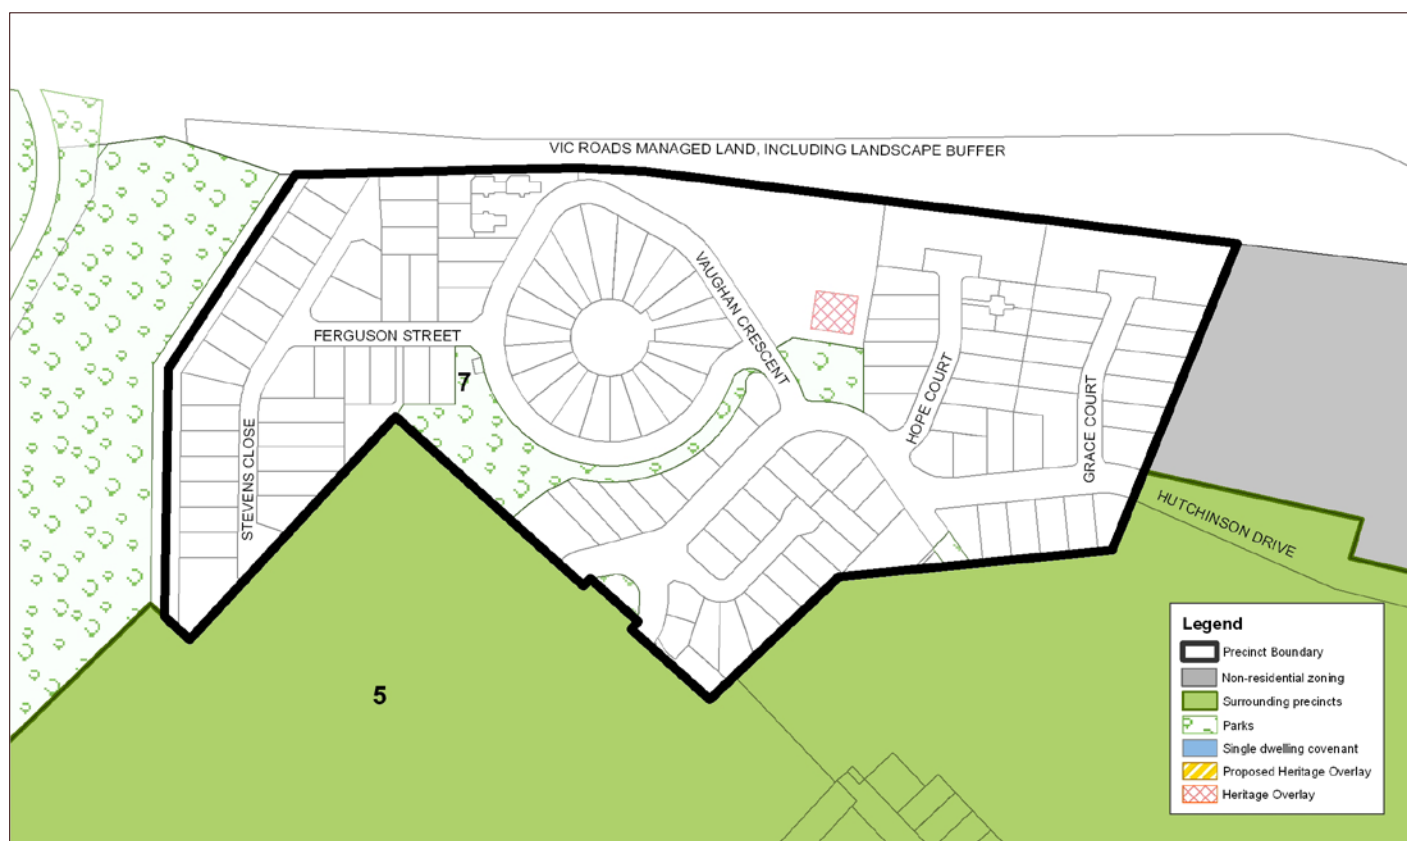 VIC ROADS MANAGED LAND, INCLUDING LANDSCAPE BUFFER
VAUGHAN CRESCENT
FERGUSON STREET
7
HOPE COURT
GRACE COURT
STEVENS CLOSE
HUTCHINSON DRIVE
5
Legend
Precinct Boundary
Non-residential zoning
Surrounding precincts
Parks
Single dwelling covenant
Proposed Heritage Overlay
Heritage Overlay